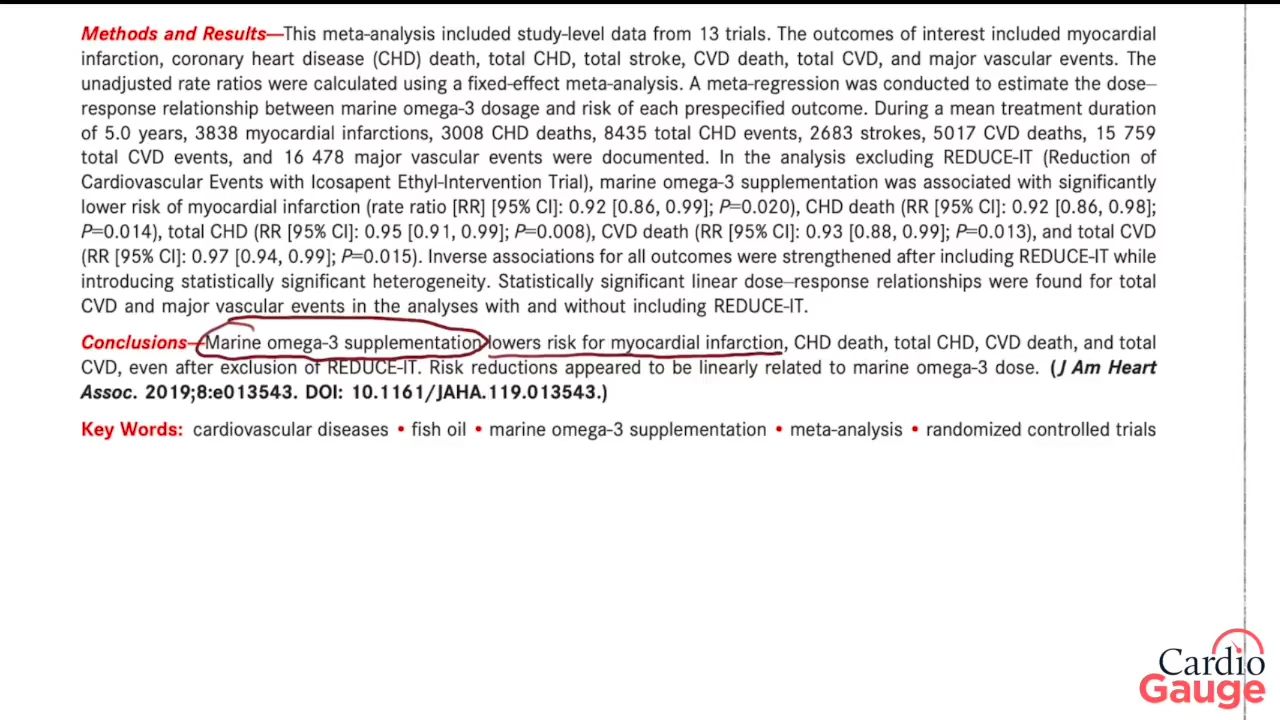 Methods and Results—This meta-analysis included study-level data from 13 trials. The outcomes of interest included myocardial
infarction, coronary heart disease (CHD) death, total CHD, total stroke, CVD death, total CVD, and major vascular events. The
unadjusted rate ratios were calculated using a fixed-effect meta-analysis. A meta-regression was conducted to estimate the dose–
response relationship between marine omega-3 dosage and risk of each prespecified outcome. During a mean treatment duration
of 5.0 years, 3838 myocardial infarctions, 3008 CHD deaths, 8435 total CHD events, 2683 strokes, 5017 CVD deaths, 15 759
total CVD events, and 16 478 major vascular events were documented. In the analysis excluding REDUCE-IT (Reduction of
Cardiovascular Events with Icosapent Ethyl-Intervention Trial), marine omega-3 supplementation was associated with significantly
lower risk of myocardial infarction (rate ratio [RR] [95% CI]: 0.92 [0.86, 0.99]; P=0.020), CHD death (RR [95% CI]: 0.92 [0.86, 0.98];
P=0.014), total CHD (RR [95% CI]: 0.95 [0.91, 0.99]; P=0.008), CVD death (RR [95% CI]: 0.93 [0.88, 0.99]; P=0.013), and total CVD
(RR [95% CI]: 0.97 [0.94, 0.99]; P=0.015). Inverse associations for all outcomes were strengthened after including REDUCE-IT while
introducing statistically significant heterogeneity. Statistically significant linear dose–response relationships were found for total
CVD and major vascular events in the analyses with and without including REDUCE-IT.
Conclusions—Marine omega-3 supplementation lowers risk for myocardial infarction, CHD death, total CHD, CVD death, and total
CVD, even after exclusion of REDUCE-IT. Risk reductions appeared to be linearly related to marine omega-3 dose. (J Am Heart
Assoc. 2019;8:e013543. DOI: 10.1161/JAHA.119.013543.)
Key Words: cardiovascular diseases • fish oil • marine omega-3 supplementation • meta-analysis • randomized controlled trials
Cardio
Gauge